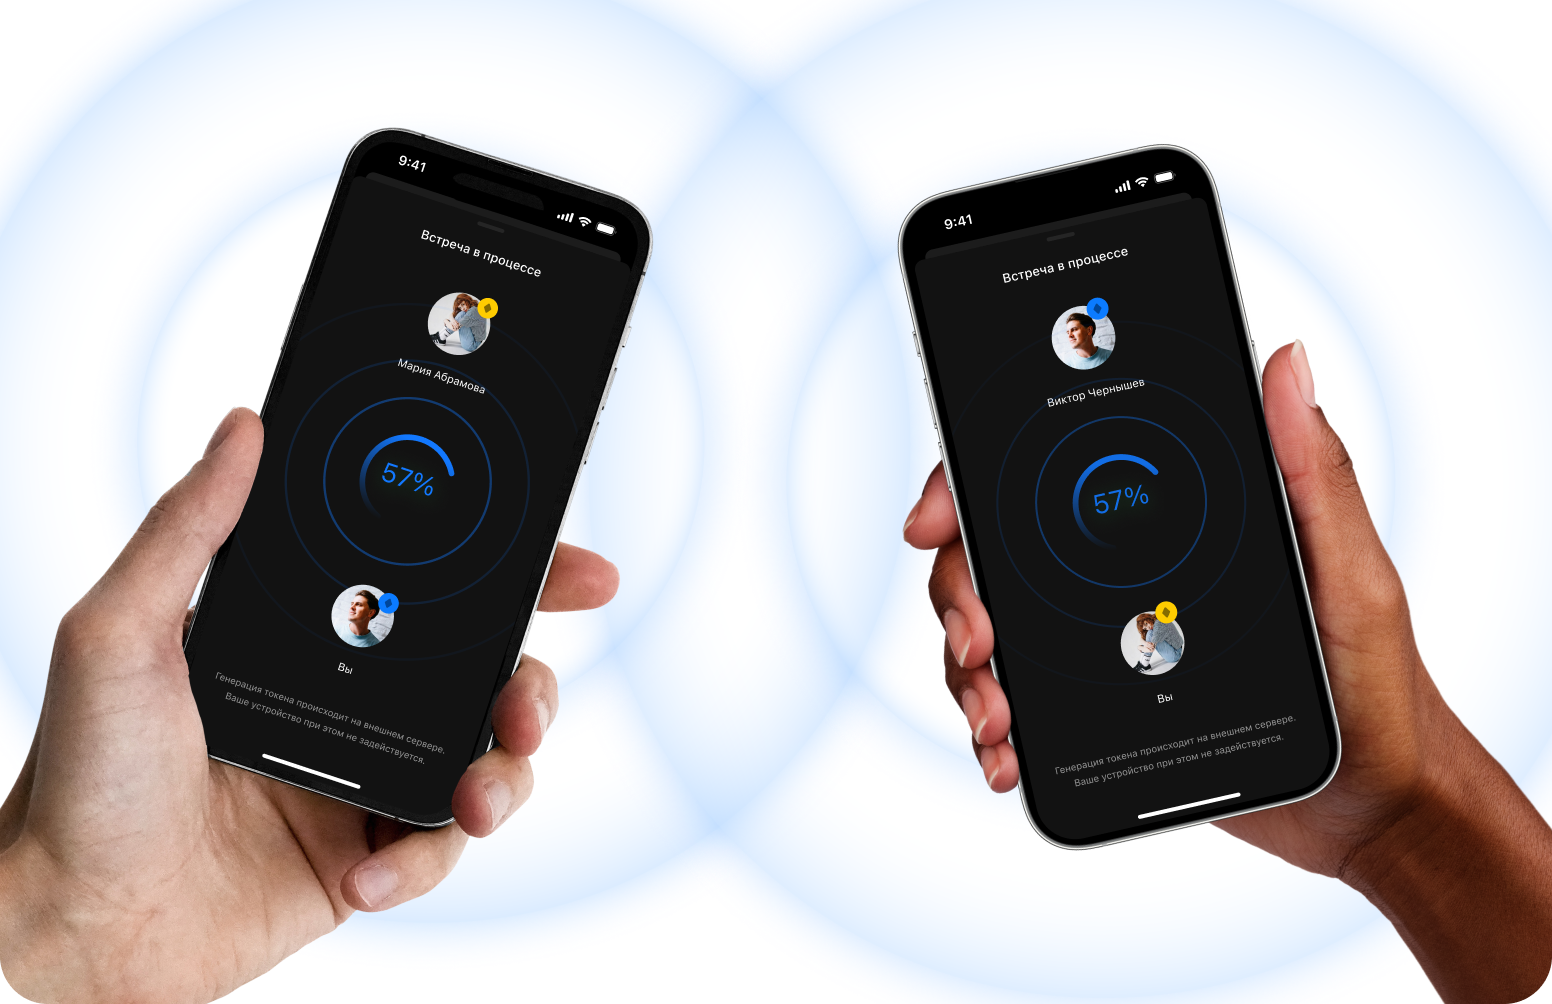 9:41
Встреча в процессе
Мария Абрамова
57%
Вы
Генерация токена происходит на внешнем сервере.
Ваше устройство при этом не задействуется.
9:41
Встреча в процессе
Виктор Чернышев
57%
Вы
Генерация токена происходит на внешнем сервере.
Ваше устройство при этом не задействуется.